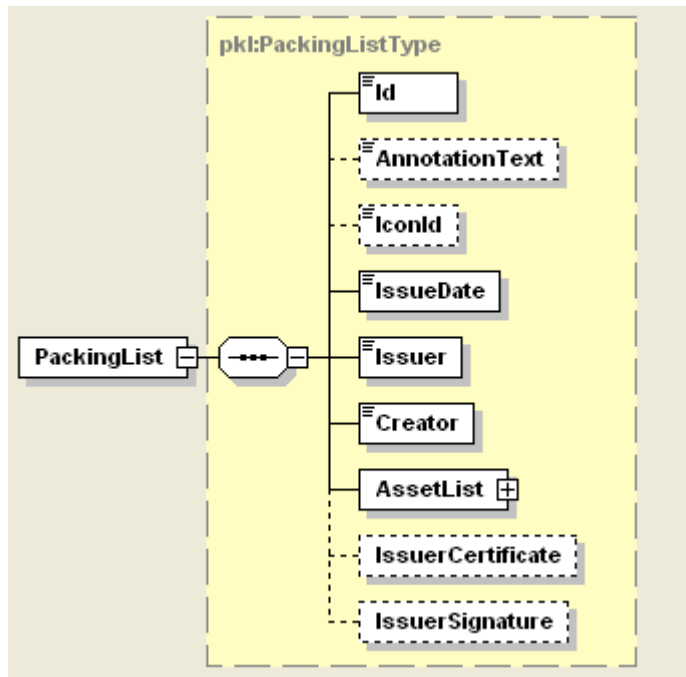 pkl:PackingListType
Id
AnnotationText
IconId
IssueDate
PackingList
Issuer
Creator
AssetList
IssuerCertificate
IssuerSignature